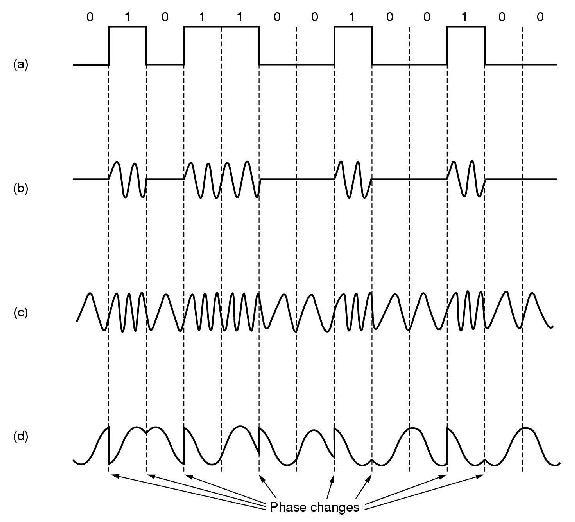 0 1 0 1 1 0 0 1 0 0 1 0 0
(a)
(b)
(c)
(d)
Phase changes